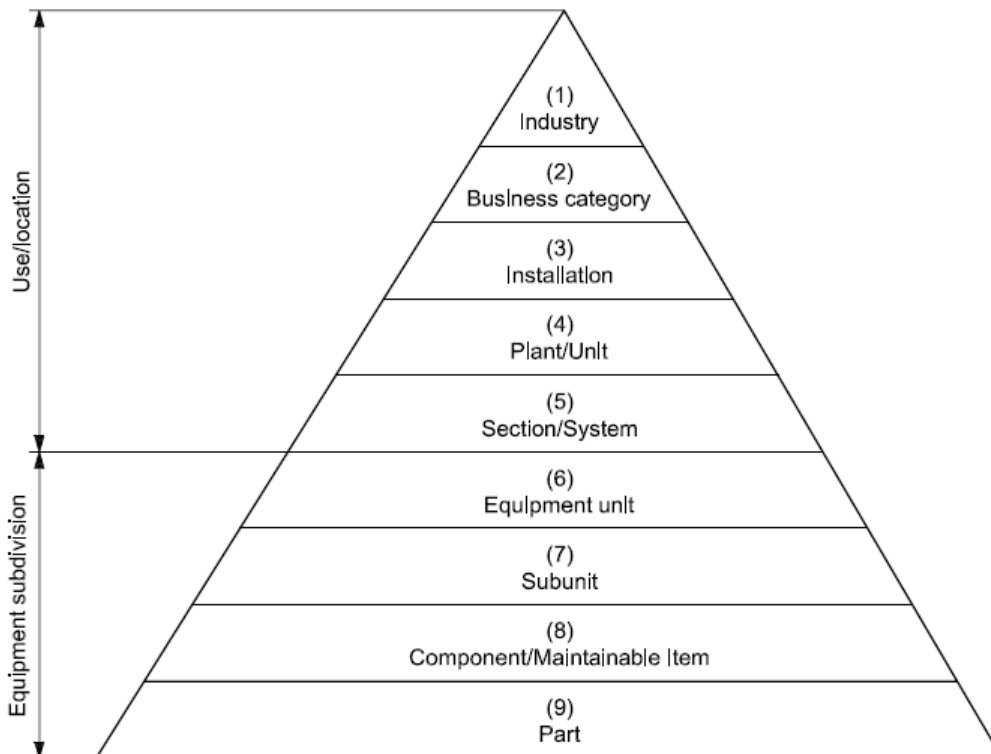 (1)
Industry
(2)
Business category
(3)
Installation
(4)
Plant/Unit
(5)
Section/System
(6)
Equipment unit
(7)
Subunit
(8)
Component/Maintainable Item
(9)
Part
Use/location
Equipment subdivision